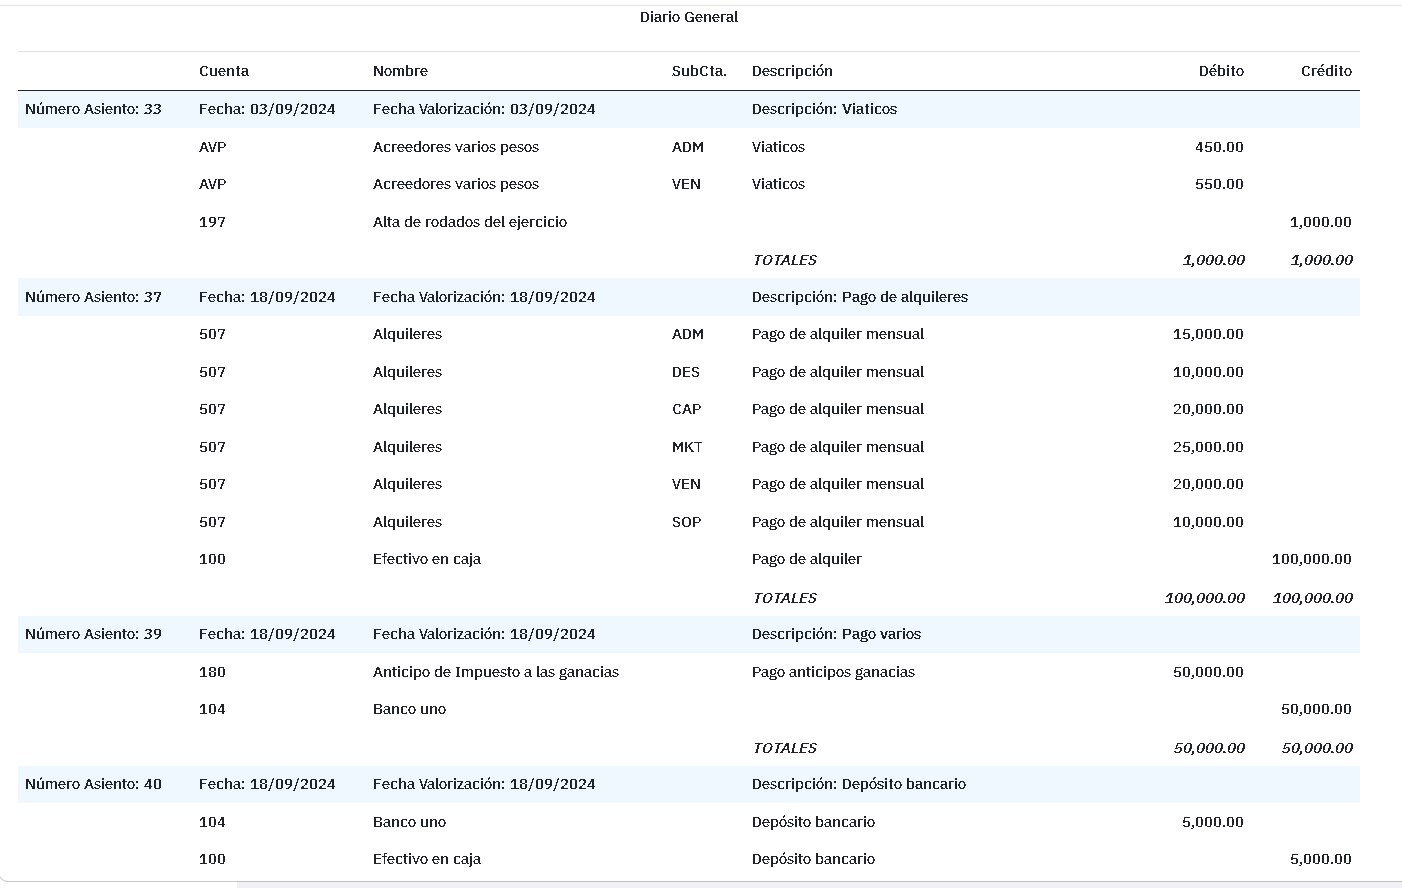 Diario General
Cuenta Nombre SubCta. Descripción Débito Crédito
Número Asiento: 33 Fecha: 03/09/2024 Fecha Valorización: 03/09/2024 Descripción: Viaticos
AVP Acreedores varios pesos ADM Viaticos 450.00
AVP Acreedores varios pesos VEN Viaticos 550.00
197 Alta de rodados del ejercicio 1,000.00
TOTALES 1,000.00 1,000.00
Número Asiento: 37 Fecha: 18/09/2024 Fecha Valorización: 18/09/2024 Descripción: Pago de alquileres
507 Alquileres ADM Pago de alquiler mensual 15,000.00
507 Alquileres DES Pago de alquiler mensual 10,000.00
507 Alquileres CAP Pago de alquiler mensual 20,000.00
507 Alquileres MKT Pago de alquiler mensual 25,000.00
507 Alquileres VEN Pago de alquiler mensual 20,000.00
507 Alquileres SOP Pago de alquiler mensual 10,000.00
100 Efectivo en caja Pago de alquiler 100,000.00
TOTALES 100,000.00 100,000.00
Número Asiento: 39 Fecha: 18/09/2024 Fecha Valorización: 18/09/2024 Descripción: Pago varios
180 Anticipo de Impuesto a las ganacias Pago anticipos ganacias 50,000.00
104 Banco uno 50,000.00
TOTALES 50,000.00 50,000.00
Número Asiento: 40 Fecha: 18/09/2024 Fecha Valorización: 18/09/2024 Descripción: Depósito bancario
104 Banco uno Depósito bancario 5,000.00
100 Efectivo en caja Depósito bancario 5,000.00